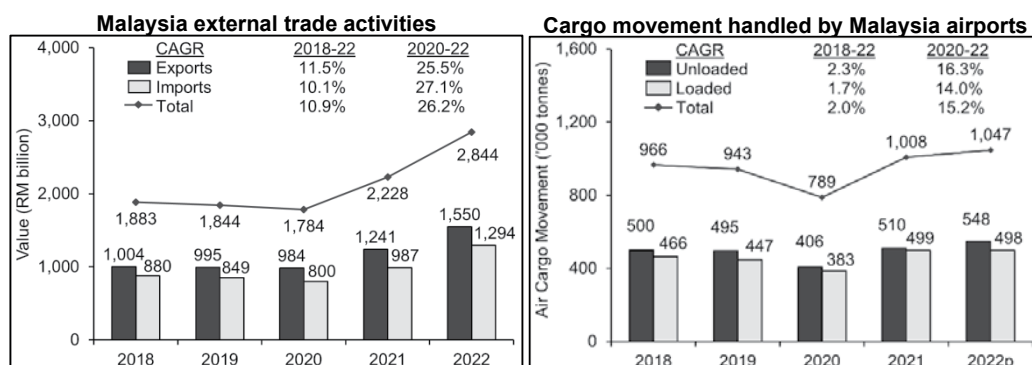 Malaysia external trade activities
4,000
3,000
2,000
1,000
0
Value (RM billion)
CAGR 2018-22 2020-22
Exports 11.5% 25.5%
Imports 10.1% 27.1%
Total 10.9% 26.2%
1,883 1,844 1,784 2,228 2,844
1,004 880 995 849 984 800 1,241 987 1,550 1,294
2018 2019 2020 2021 2022
Cargo movement handled by Malaysia airports
1,600
1,200
800
400
0
Air Cargo Movement ('000 tonnes)
CAGR 2018-22 2020-22
Unloaded 2.3% 16.3%
Loaded 1.7% 14.0%
Total 2.0% 15.2%
966 943 789 1,008 1,047
500 466 495 447 406 383 510 499 548 498
2018 2019 2020 2021 2022p